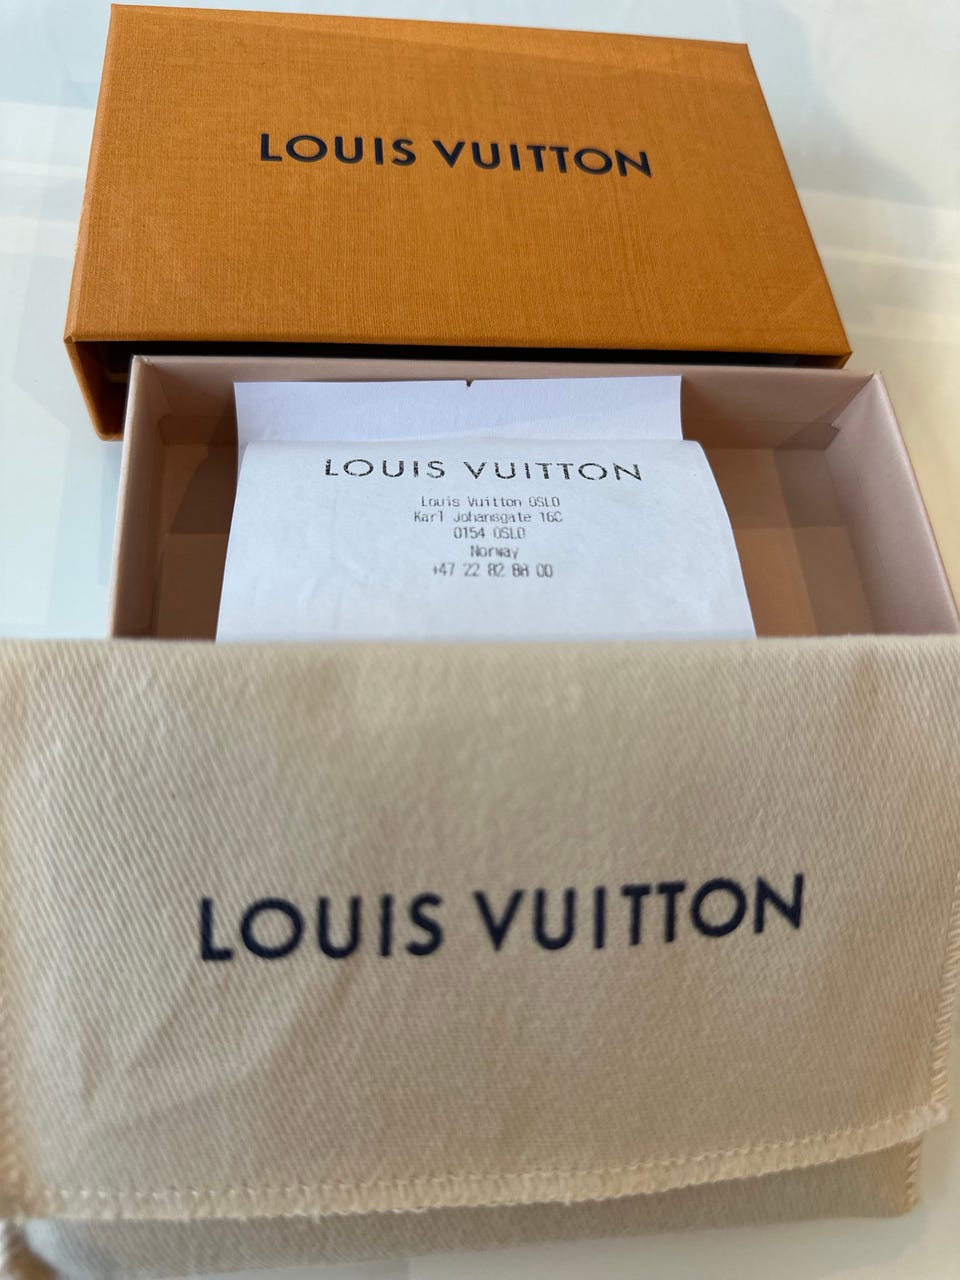 LOUIS VUITTON
LOUIS VUITTON
Louis Vuitton OSLO
Karl Johansgate 16C
0154 OSLO
Norway
+47 22 82 88 00
LOUIS VUITTON